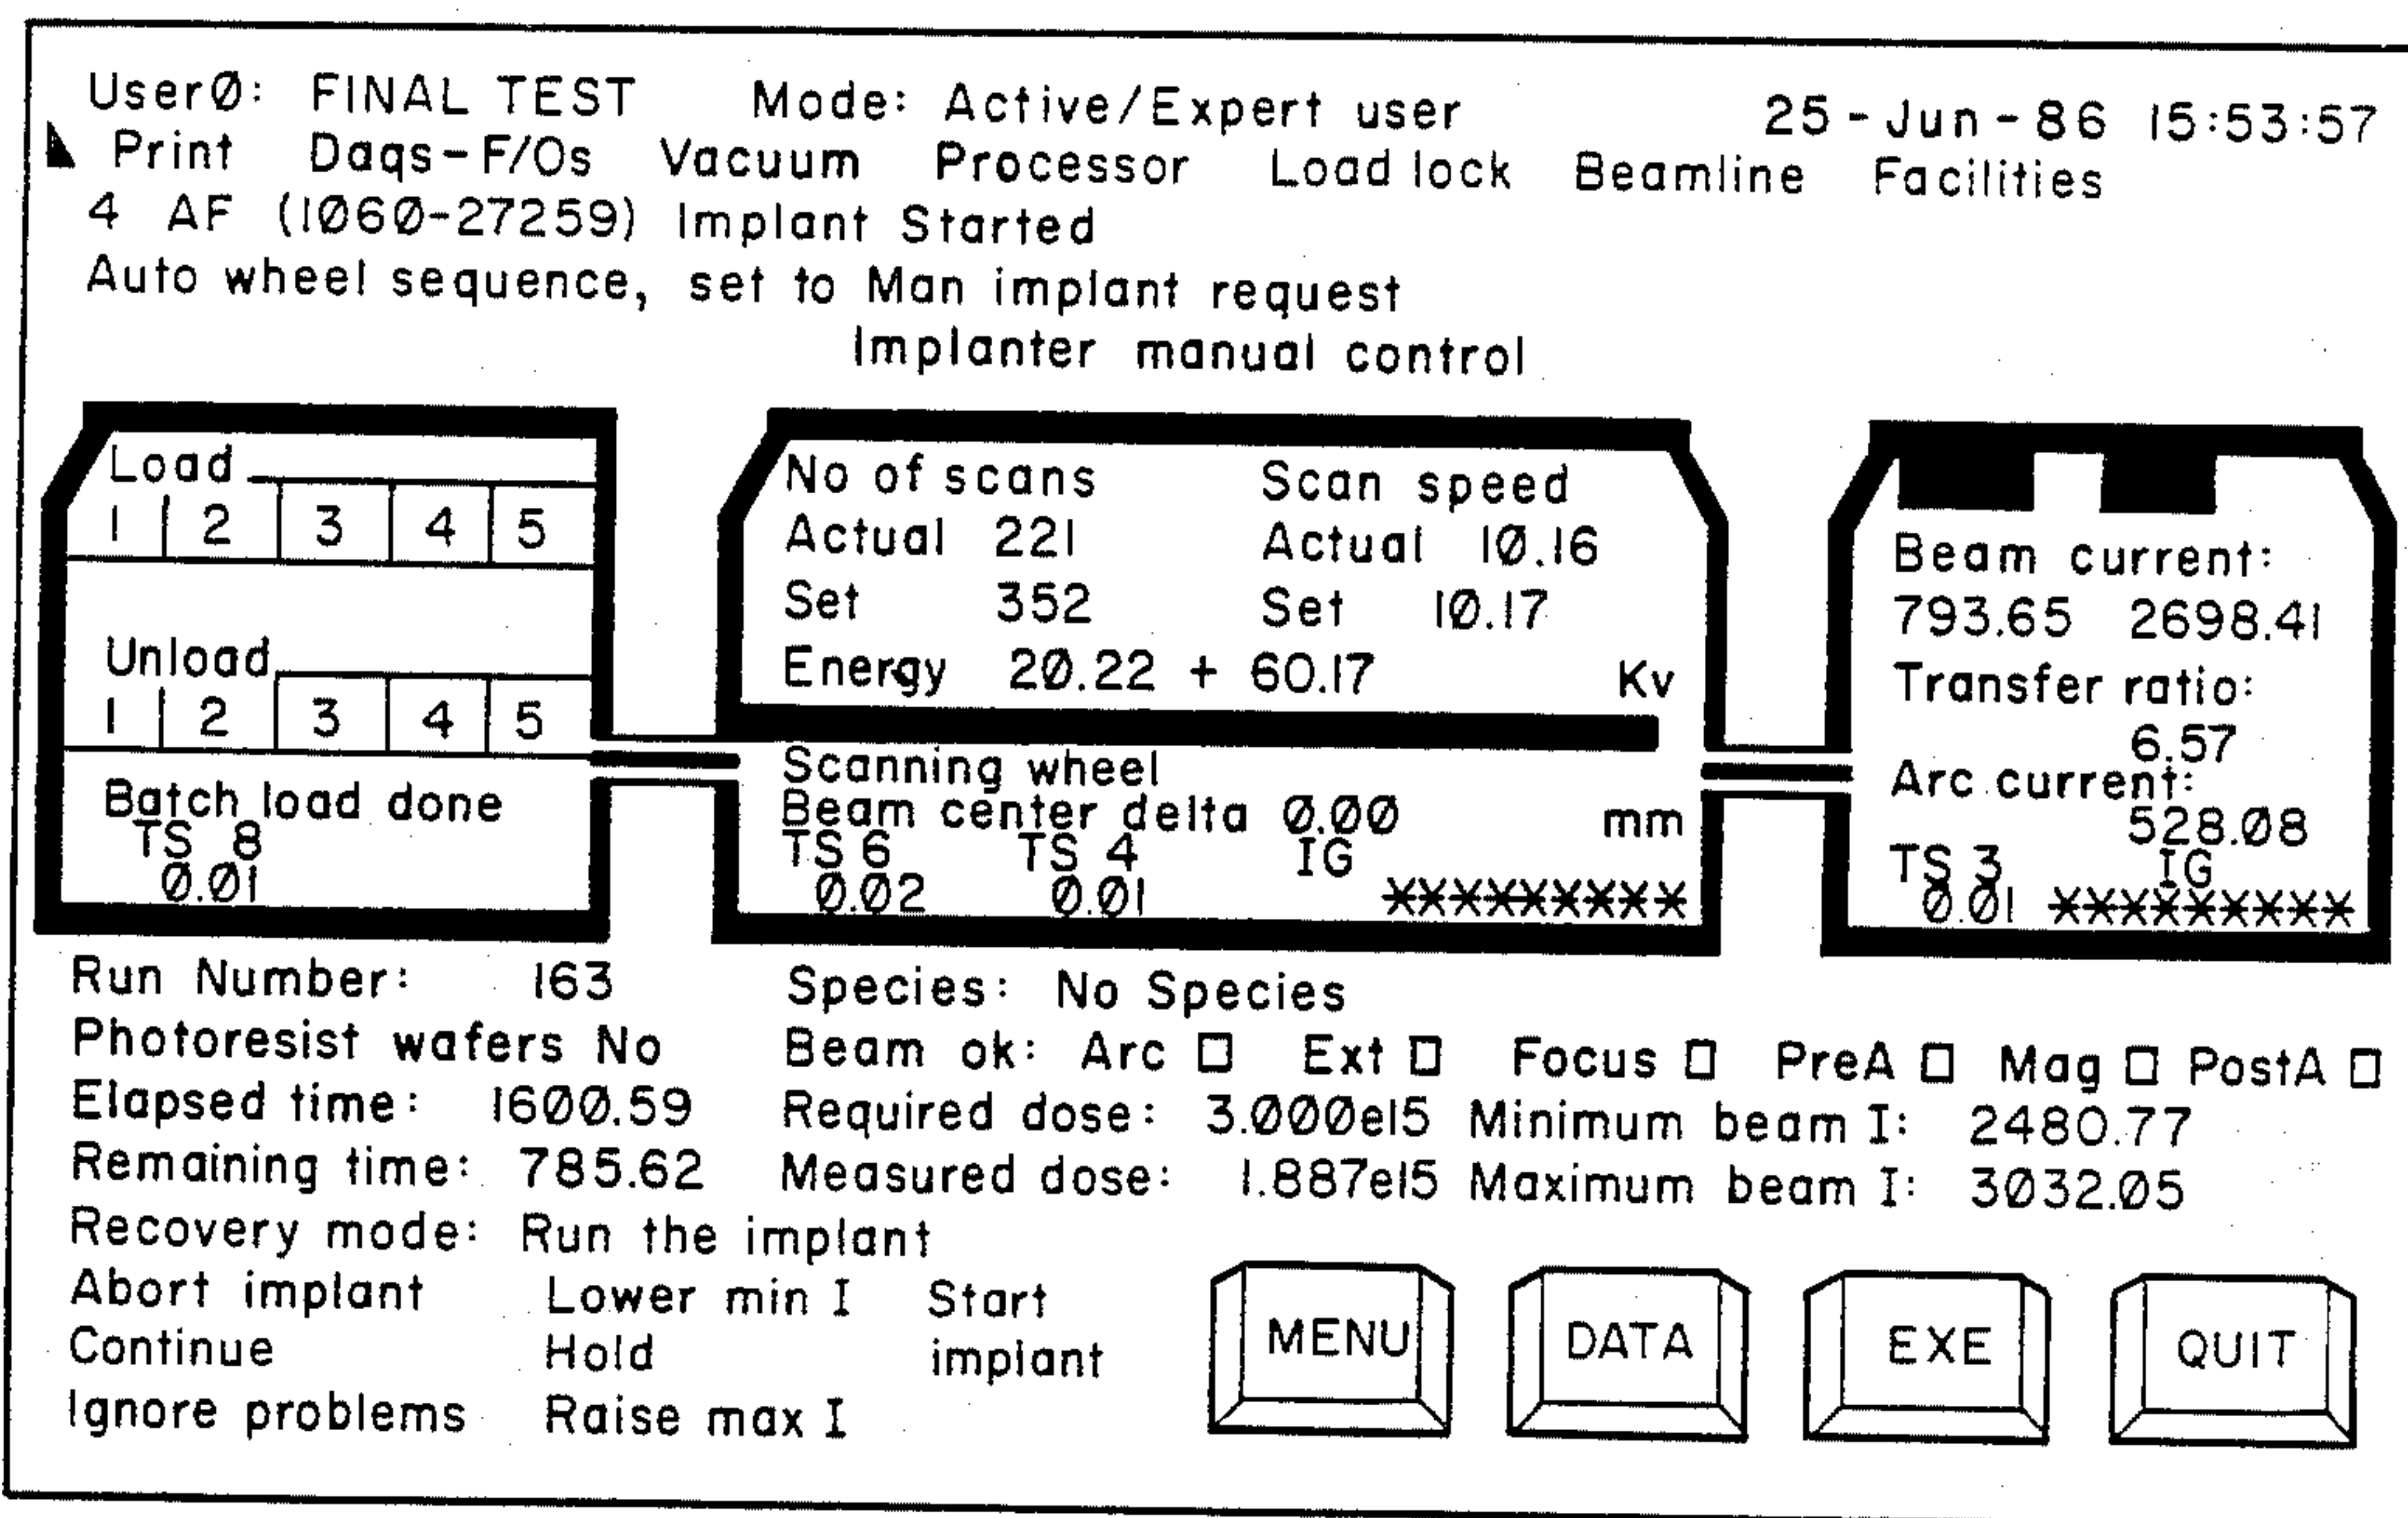 UserØ: FINAL TEST Mode: Active/Expert user 25-Jun-86 15:53:57
Print Daqs-F/Os Vacuum Processor Load lock Beamline Facilities
4 AF (1Ø6Ø-27259) Implant Started
Auto wheel sequence, set to Man implant request
Implanter manual control
Load
1 2 3 4 5
Unload
1 2 3 4 5
Batch load done
TS 8
Ø.Ø1
No of scans Scan speed
Actual 221 Actual 1Ø.16
Set 352 Set 1Ø.17
Energy 2Ø.22 + 6Ø.17 Kv
Scanning wheel
Beam center delta Ø.ØØ mm
TS 6 TS 4 IG
Ø.Ø2 Ø.Ø1 *********
Beam current:
793.65 2698.41
Transfer ratio:
6.57
Arc current:
528.Ø8
TS 3 IG
Ø.Ø1 *********
Run Number: 163 Species: No Species
Photoresist wafers No Beam ok: Arc □ Ext □ Focus □ PreA □ Mag □ PostA □
Elapsed time: 16ØØ.59 Required dose: 3.ØØØe15 Minimum beam I: 248O.77
Remaining time: 785.62 Measured dose: 1.887e15 Maximum beam I: 3Ø32.Ø5
Recovery mode: Run the implant
Abort implant Lower min I Start
Continue Hold implant
Ignore problems Raise max I
MENU DATA EXE QUIT